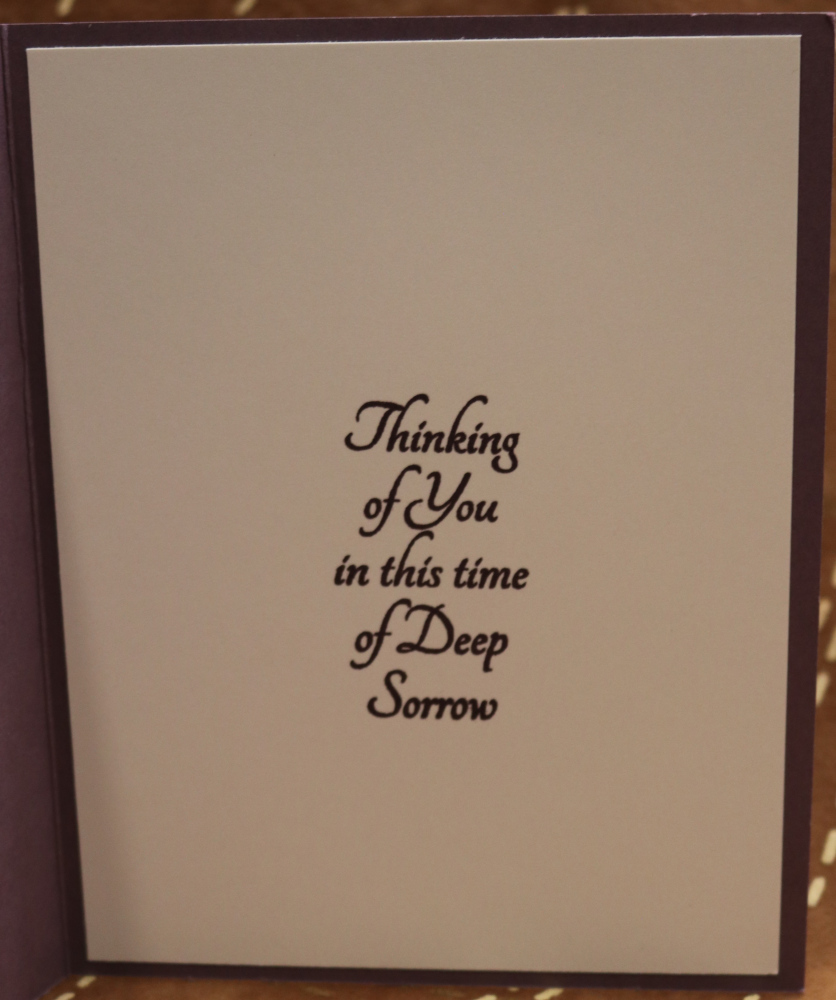 Thinking
of You
in this time
of Deep
Sorrow